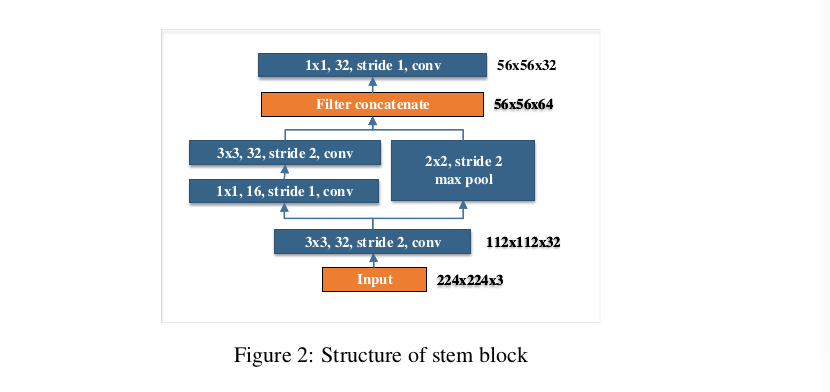 1x1, 32, stride 1, conv 56x56x32
Filter concatenate 56x56x64
3x3, 32, stride 2, conv
2x2, stride 2
max pool
1x1, 16, stride 1, conv
3x3, 32, stride 2, conv 112x112x32
Input 224x224x3
Figure 2: Structure of stem block